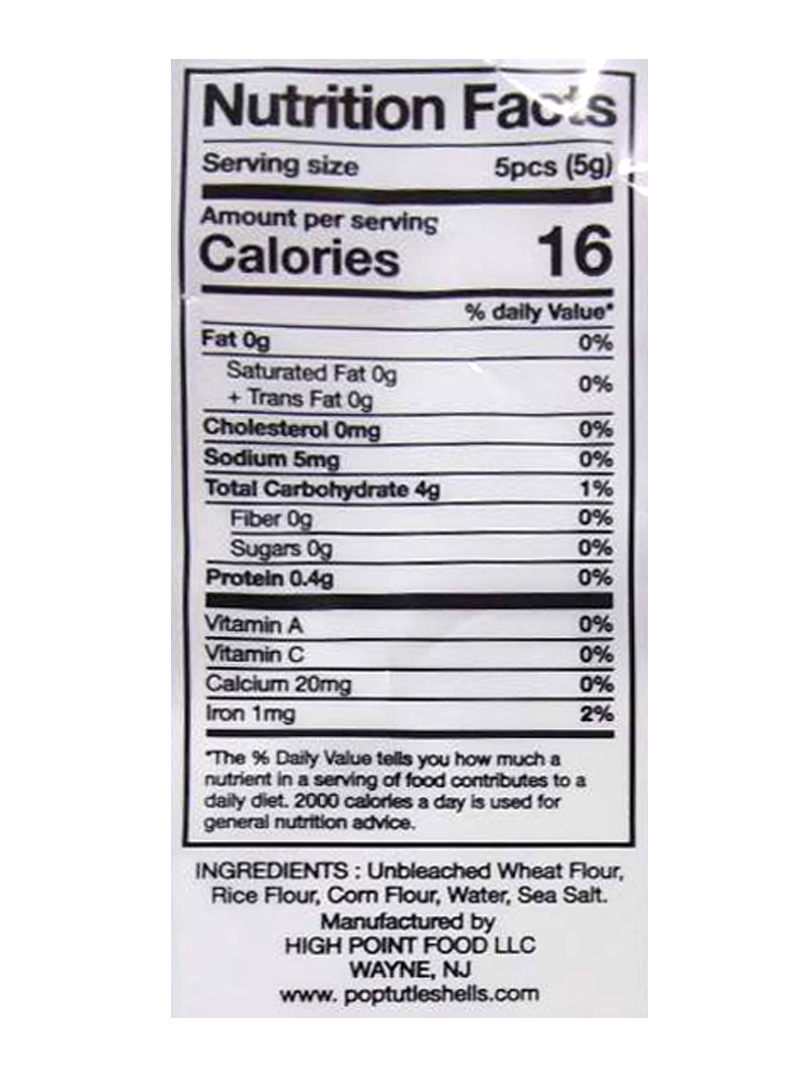 Nutrition Facts
Serving size 5pcs (5g)
Amount per serving
Calories 16
% daily Value*
Fat 0g 0%
Saturated Fat 0g
+ Trans Fat 0g 0%
Cholesterol 0mg 0%
Sodium 5mg 0%
Total Carbohydrate 4g 1%
Fiber 0g 0%
Sugars 0g 0%
Protein 0.4g 0%
Vitamin A 0%
Vitamin C 0%
Calcium 20mg 0%
Iron 1mg 2%
*The % Daily Value tells you how much a
nutrient in a serving of food contributes to a
daily diet. 2000 calories a day is used for
general nutrition advice.
INGREDIENTS : Unbleached Wheat Flour,
Rice Flour, Corn Flour, Water, Sea Salt.
Manufactured by
HIGH POINT FOOD LLC
WAYNE, NJ
www. poptutleshells.com